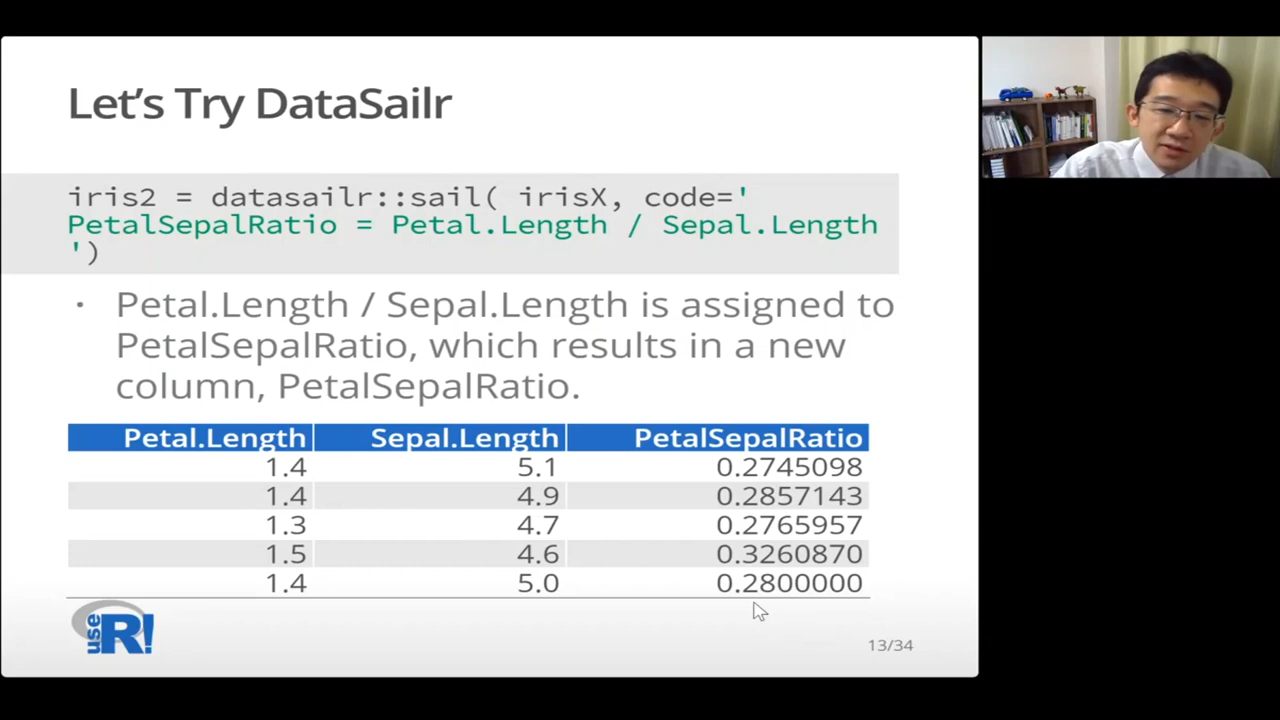 Let's Try DataSailr
iris2 = datasailr::sail( irisX, code='
PetalSepalRatio = Petal.Length / Sepal.Length
')
· Petal.Length / Sepal.Length is assigned to
PetalSepalRatio, which results in a new
column, PetalSepalRatio.
Petal.Length Sepal.Length PetalSepalRatio
1.4 5.1 0.2745098
1.4 4.9 0.2857143
1.3 4.7 0.2765957
1.5 4.6 0.3260870
1.4 5.0 0.2800000
use R!
13/34